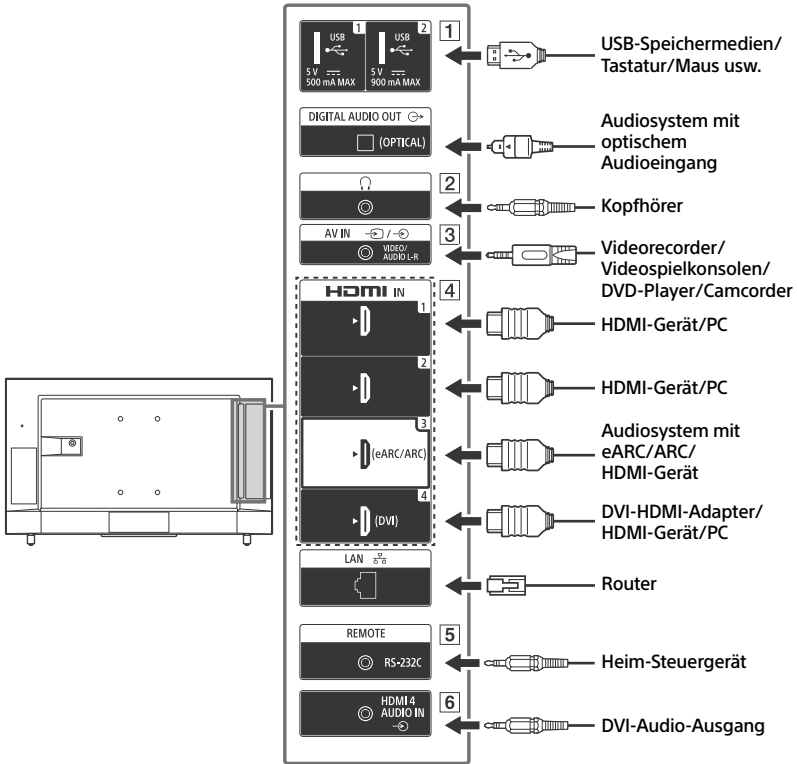 1
USB
5 V ⎓
500 mA MAX
2
USB
5 V ⎓
900 mA MAX
1
USB-Speichermedien/
Tastatur/Maus usw.
DIGITAL AUDIO OUT
(OPTICAL)
Audiosystem mit
optischem
Audioeingang
2
Kopfhörer
AV IN /
VIDEO/
AUDIO L-R
3
Videorecorder/
Videospielkonsolen/
DVD-Player/Camcorder
HDMI IN
4
1
HDMI-Gerät/PC
2
HDMI-Gerät/PC
3
(eARC/ARC)
Audiosystem mit
eARC/ARC/
HDMI-Gerät
4
(DVI)
DVI-HDMI-Adapter/
HDMI-Gerät/PC
LAN
Router
REMOTE
5
RS-232C
Heim-Steuergerät
HDMI 4
AUDIO IN
6
DVI-Audio-Ausgang